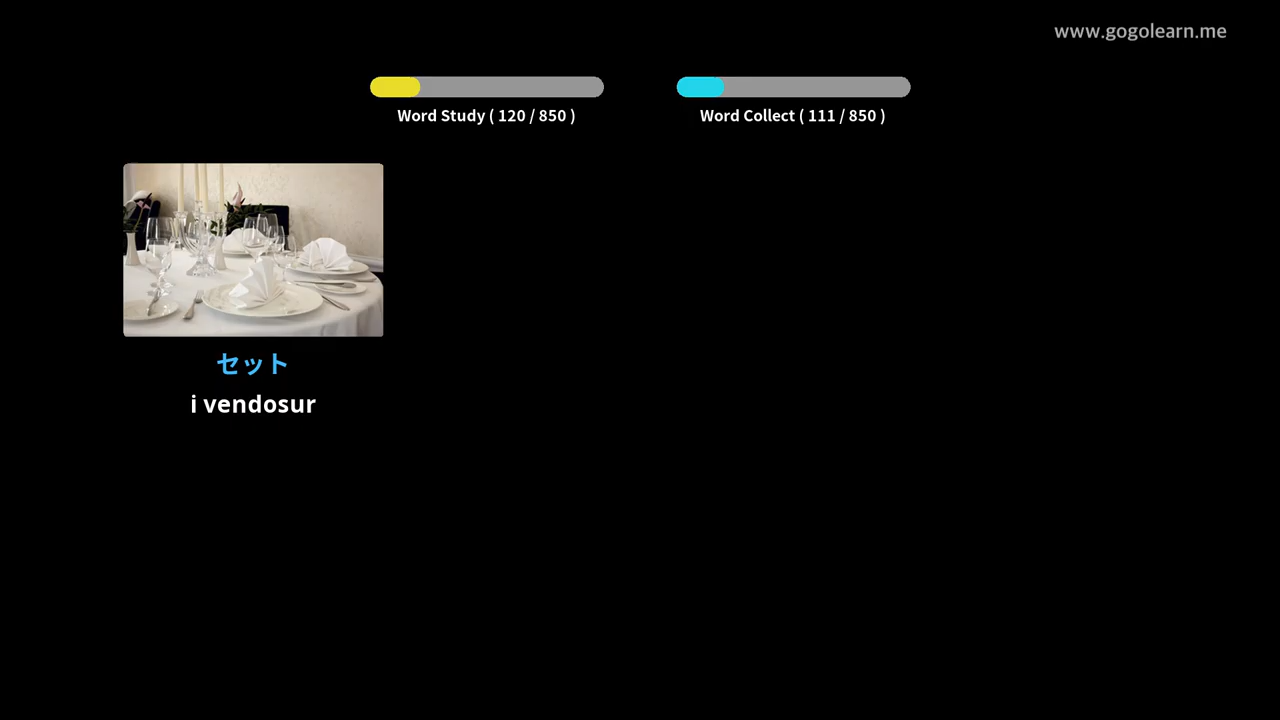 www.gogolearn.me
Word Study ( 120 / 850 )
Word Collect ( 111 / 850 )
セット
i vendosur